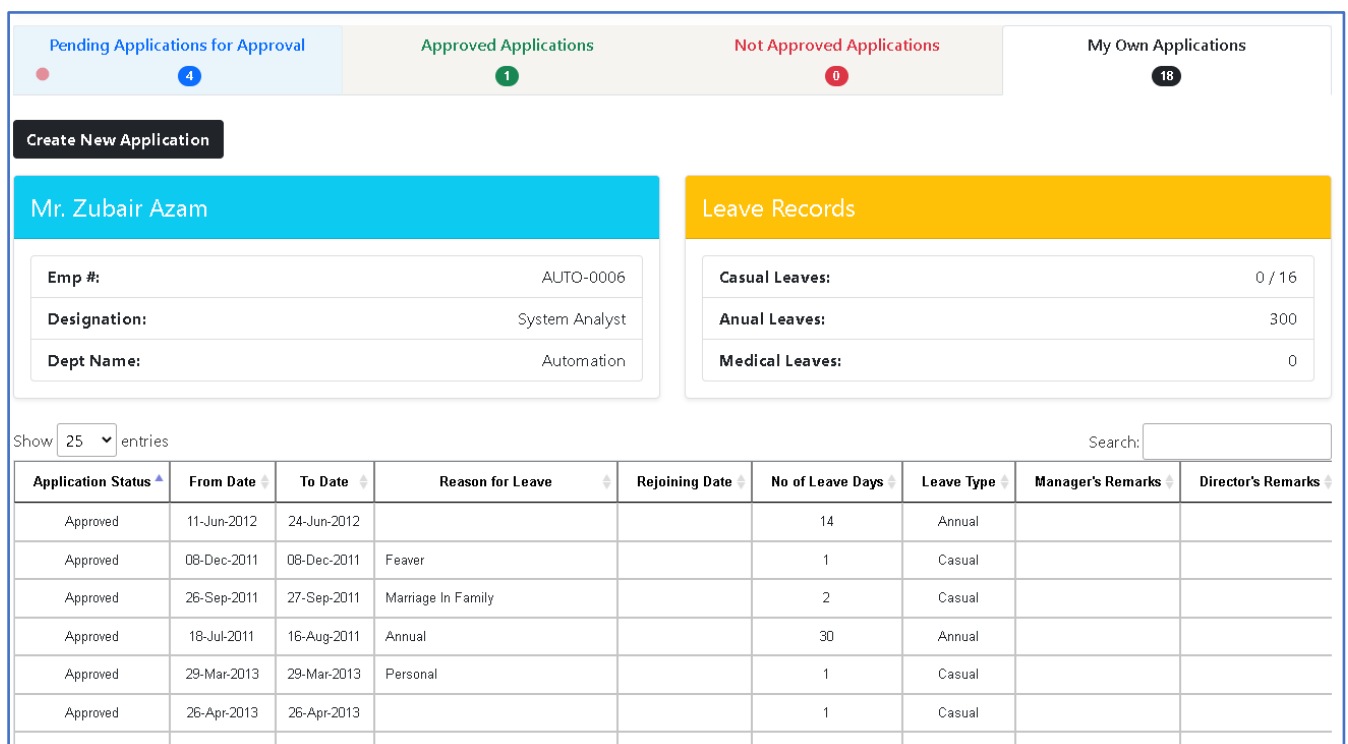 Pending Applications for Approval Approved Applications Not Approved Applications My Own Applications
4 1 0 18
Create New Application
Mr. Zubair Azam Leave Records
Emp #: AUTO-0006 Casual Leaves: 0 / 16
Designation: System Analyst Anual Leaves: 300
Dept Name: Automation Medical Leaves: 0
Show 25 entries Search:
Application Status From Date To Date Reason for Leave Rejoining Date No of Leave Days Leave Type Manager's Remarks Director's Remarks
Approved 11-Jun-2012 24-Jun-2012 14 Annual
Approved 08-Dec-2011 08-Dec-2011 Feaver 1 Casual
Approved 26-Sep-2011 27-Sep-2011 Marriage In Family 2 Casual
Approved 18-Jul-2011 16-Aug-2011 Annual 30 Annual
Approved 29-Mar-2013 29-Mar-2013 Personal 1 Casual
Approved 26-Apr-2013 26-Apr-2013 1 Casual